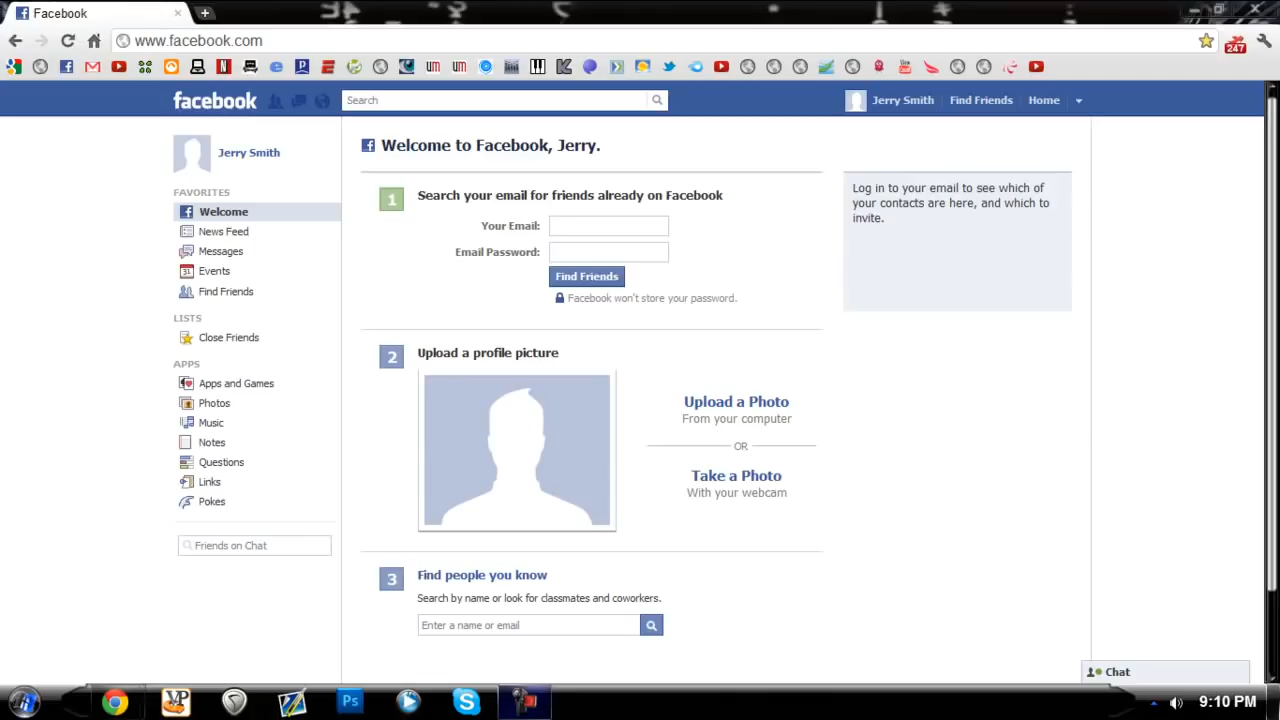 Facebook
www.facebook.com
247
facebook
Search
Jerry Smith
Find Friends
Home
Jerry Smith
FAVORITES
Welcome
News Feed
Messages
31
Events
Find Friends
LISTS
Close Friends
APPS
Apps and Games
Photos
Music
Notes
Questions
Links
Pokes
Friends on Chat
Welcome to Facebook, Jerry.
1
Search your email for friends already on Facebook
Your Email:
Email Password:
Find Friends
Facebook won't store your password.
2
Upload a profile picture
Upload a Photo
From your computer
OR
Take a Photo
With your webcam
3
Find people you know
Search by name or look for classmates and coworkers.
Enter a name or email
Log in to your email to see which of
your contacts are here, and which to
invite.
Chat
VP
Ps
9:10 PM